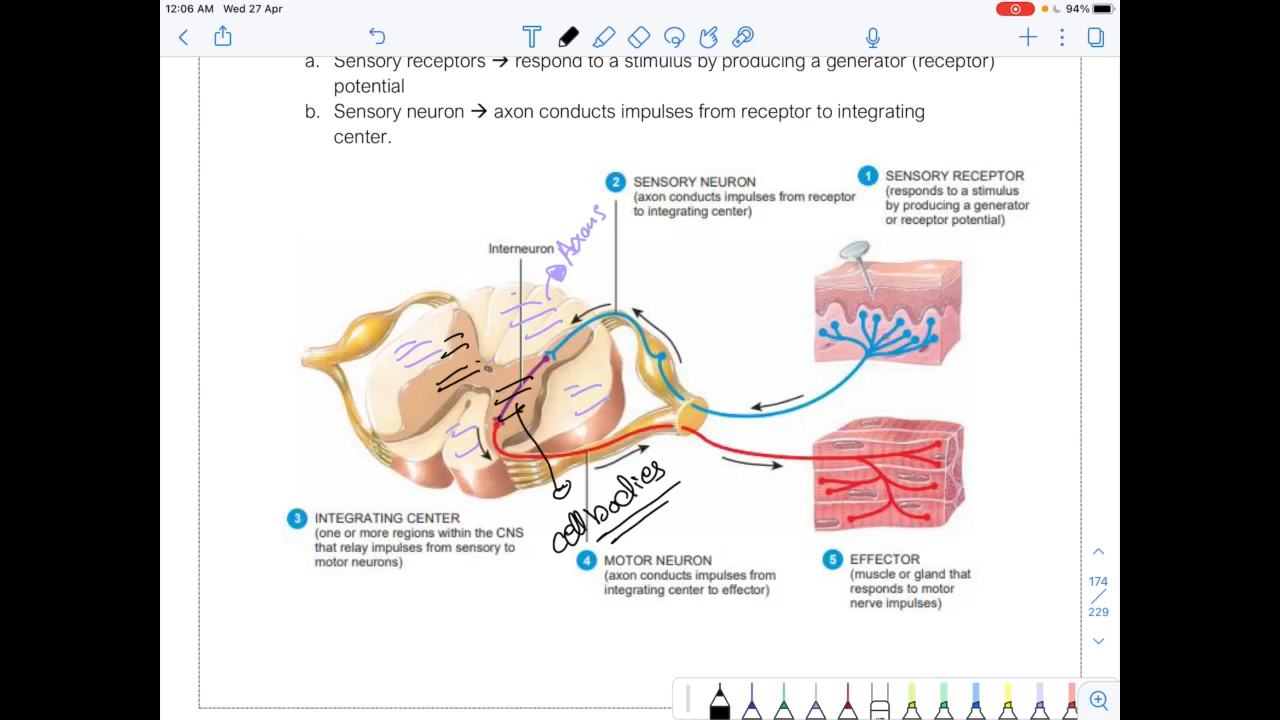 12:06 AM Wed 27 Apr
94%
a. Sensory receptors → respond to a stimulus by producing a generator (receptor)
potential
b. Sensory neuron → axon conducts impulses from receptor to integrating
center.
1 SENSORY RECEPTOR
(responds to a stimulus
by producing a generator
or receptor potential)
2 SENSORY NEURON
(axon conducts impulses from receptor
to integrating center)
Interneuron
Axons
3 INTEGRATING CENTER
(one or more regions within the CNS
that relay impulses from sensory to
motor neurons)
cell bodies
4 MOTOR NEURON
(axon conducts impulses from
integrating center to effector)
5 EFFECTOR
(muscle or gland that
responds to motor
nerve impulses)
174
229